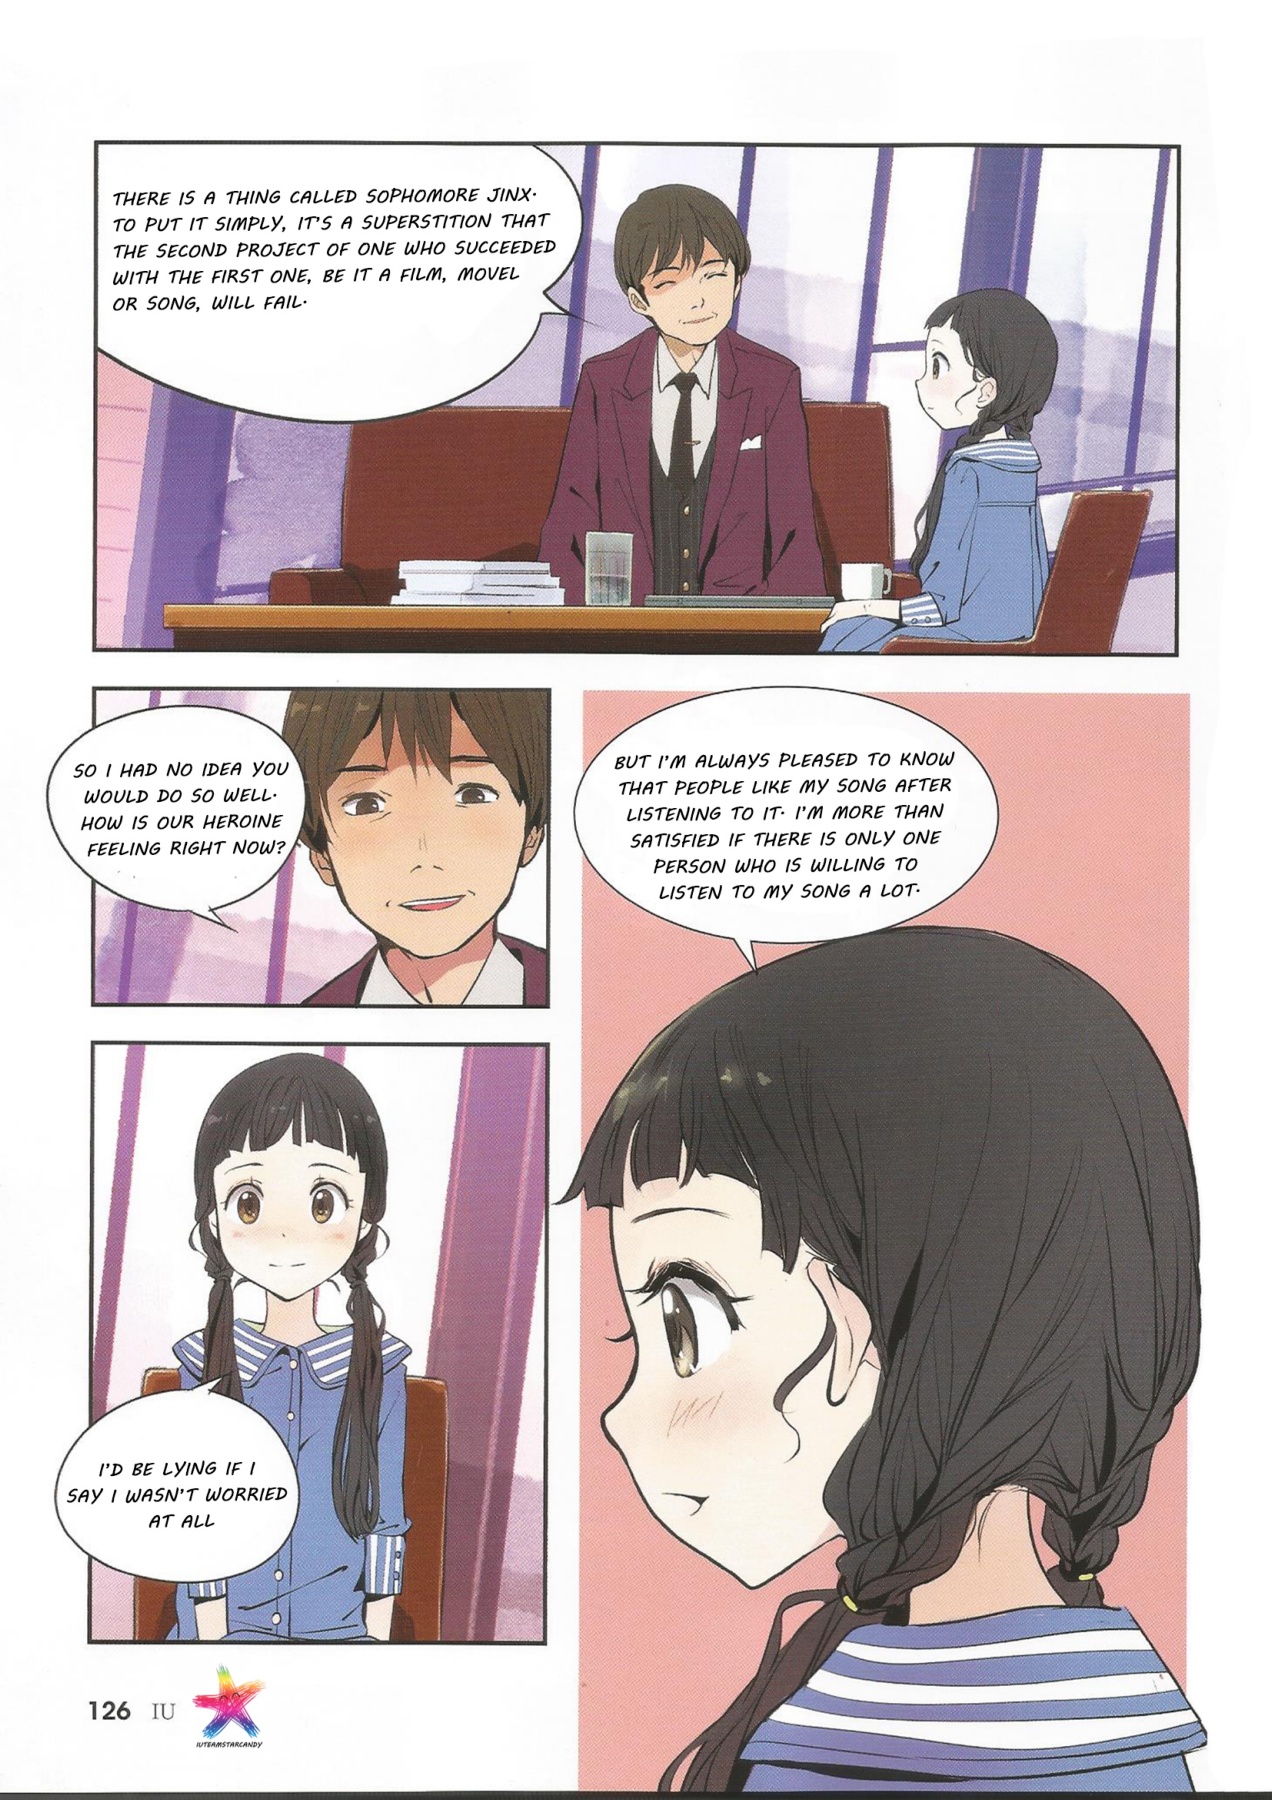 THERE IS A THING CALLED SOPHOMORE JINX.
TO PUT IT SIMPLY, IT'S A SUPERSTITION THAT
THE SECOND PROJECT OF ONE WHO SUCCEEDED
WITH THE FIRST ONE, BE IT A FILM, MOVEL
OR SONG, WILL FAIL.
SO I HAD NO IDEA YOU
WOULD DO SO WELL.
HOW IS OUR HEROINE
FEELING RIGHT NOW?
BUT I'M ALWAYS PLEASED TO KNOW
THAT PEOPLE LIKE MY SONG AFTER
LISTENING TO IT. I'M MORE THAN
SATISFIED IF THERE IS ONLY ONE
PERSON WHO IS WILLING TO
LISTEN TO MY SONG A LOT.
I'D BE LYING IF I
SAY I WASN'T WORRIED
AT ALL
126 IU
IUTEAMSTARCANDY